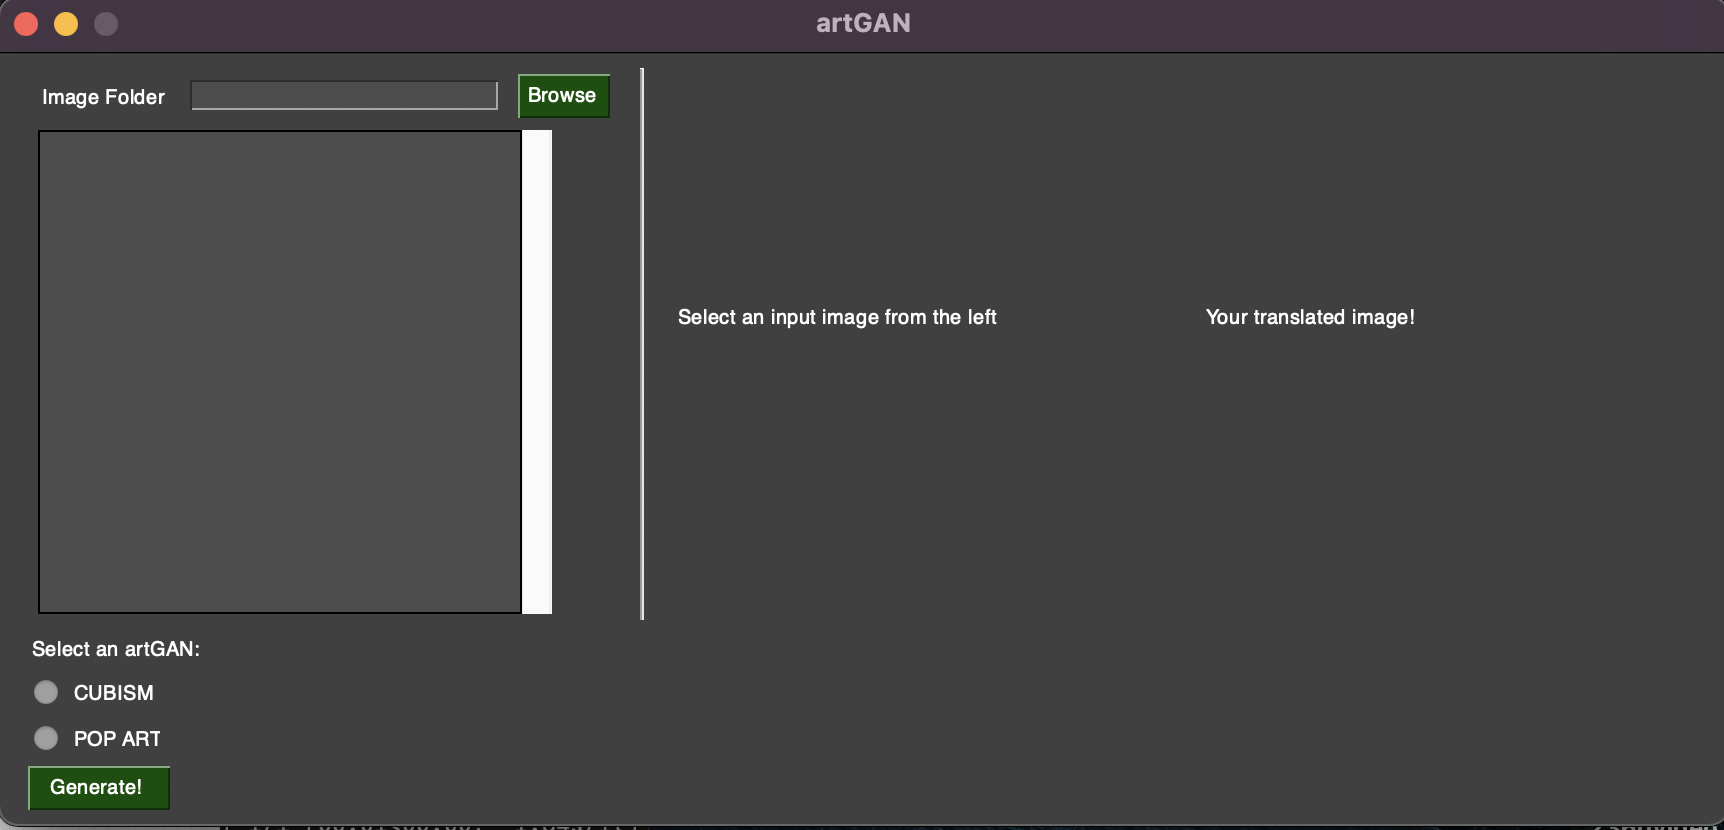 artGAN
Image Folder
Browse
Select an input image from the left
Your translated image!
Select an artGAN:
CUBISM
POP ART
Generate!